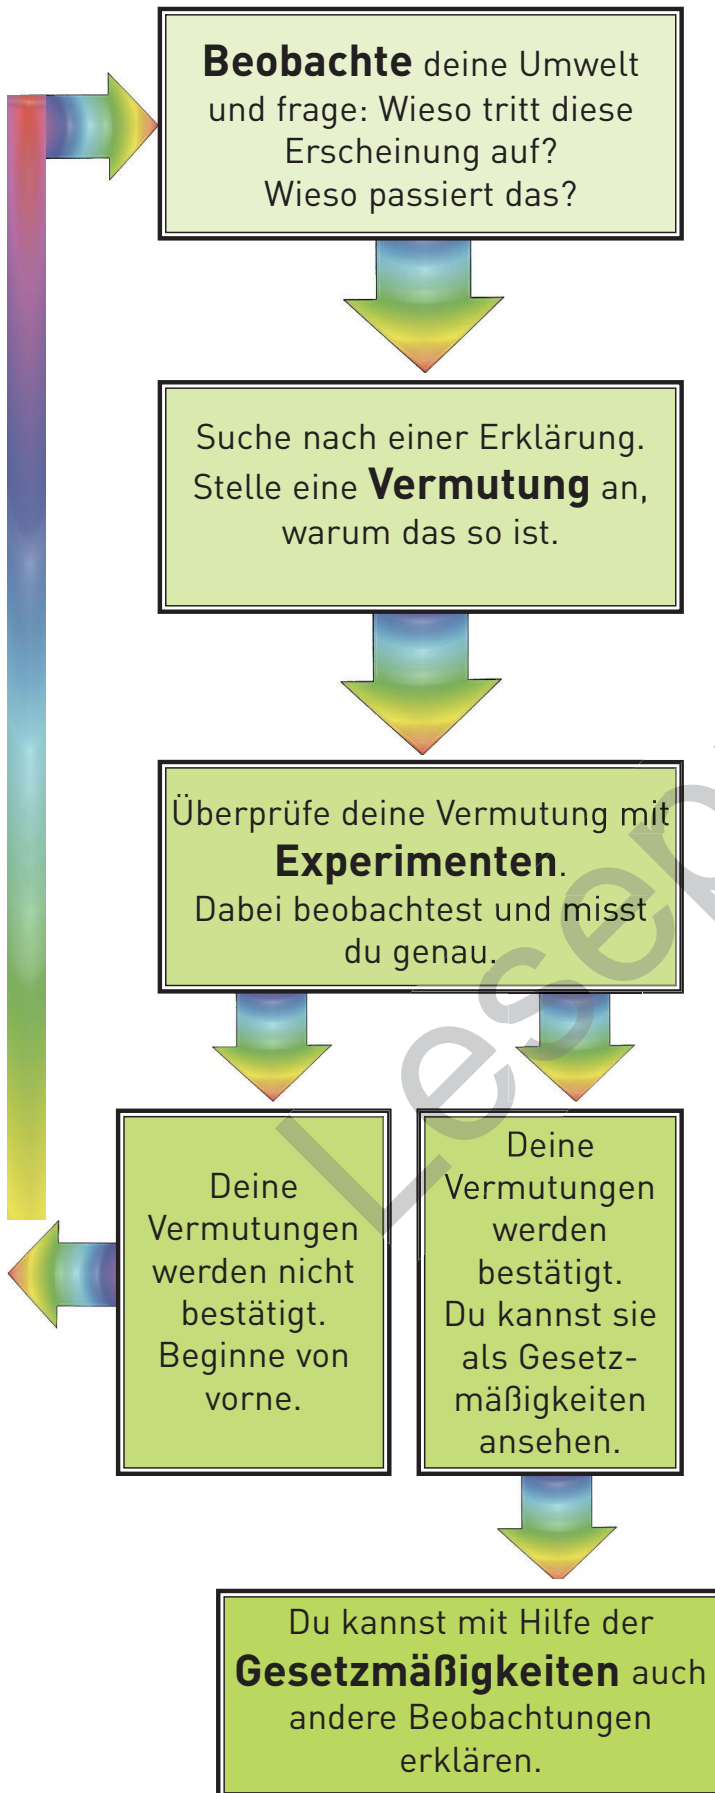 Beobachte deine Umwelt
und frage: Wieso tritt diese
Erscheinung auf?
Wieso passiert das?
Suche nach einer Erklärung.
Stelle eine Vermutung an,
warum das so ist.
Überprüfe deine Vermutung mit
Experimenten.
Dabei beobachtest und misst
du genau.
Deine
Vermutungen
werden nicht
bestätigt.
Beginne von
vorne.
Deine
Vermutungen
werden
bestätigt.
Du kannst sie
als Gesetz-
mäßigkeiten
ansehen.
Du kannst mit Hilfe der
Gesetzmäßigkeiten auch
andere Beobachtungen
erklären.